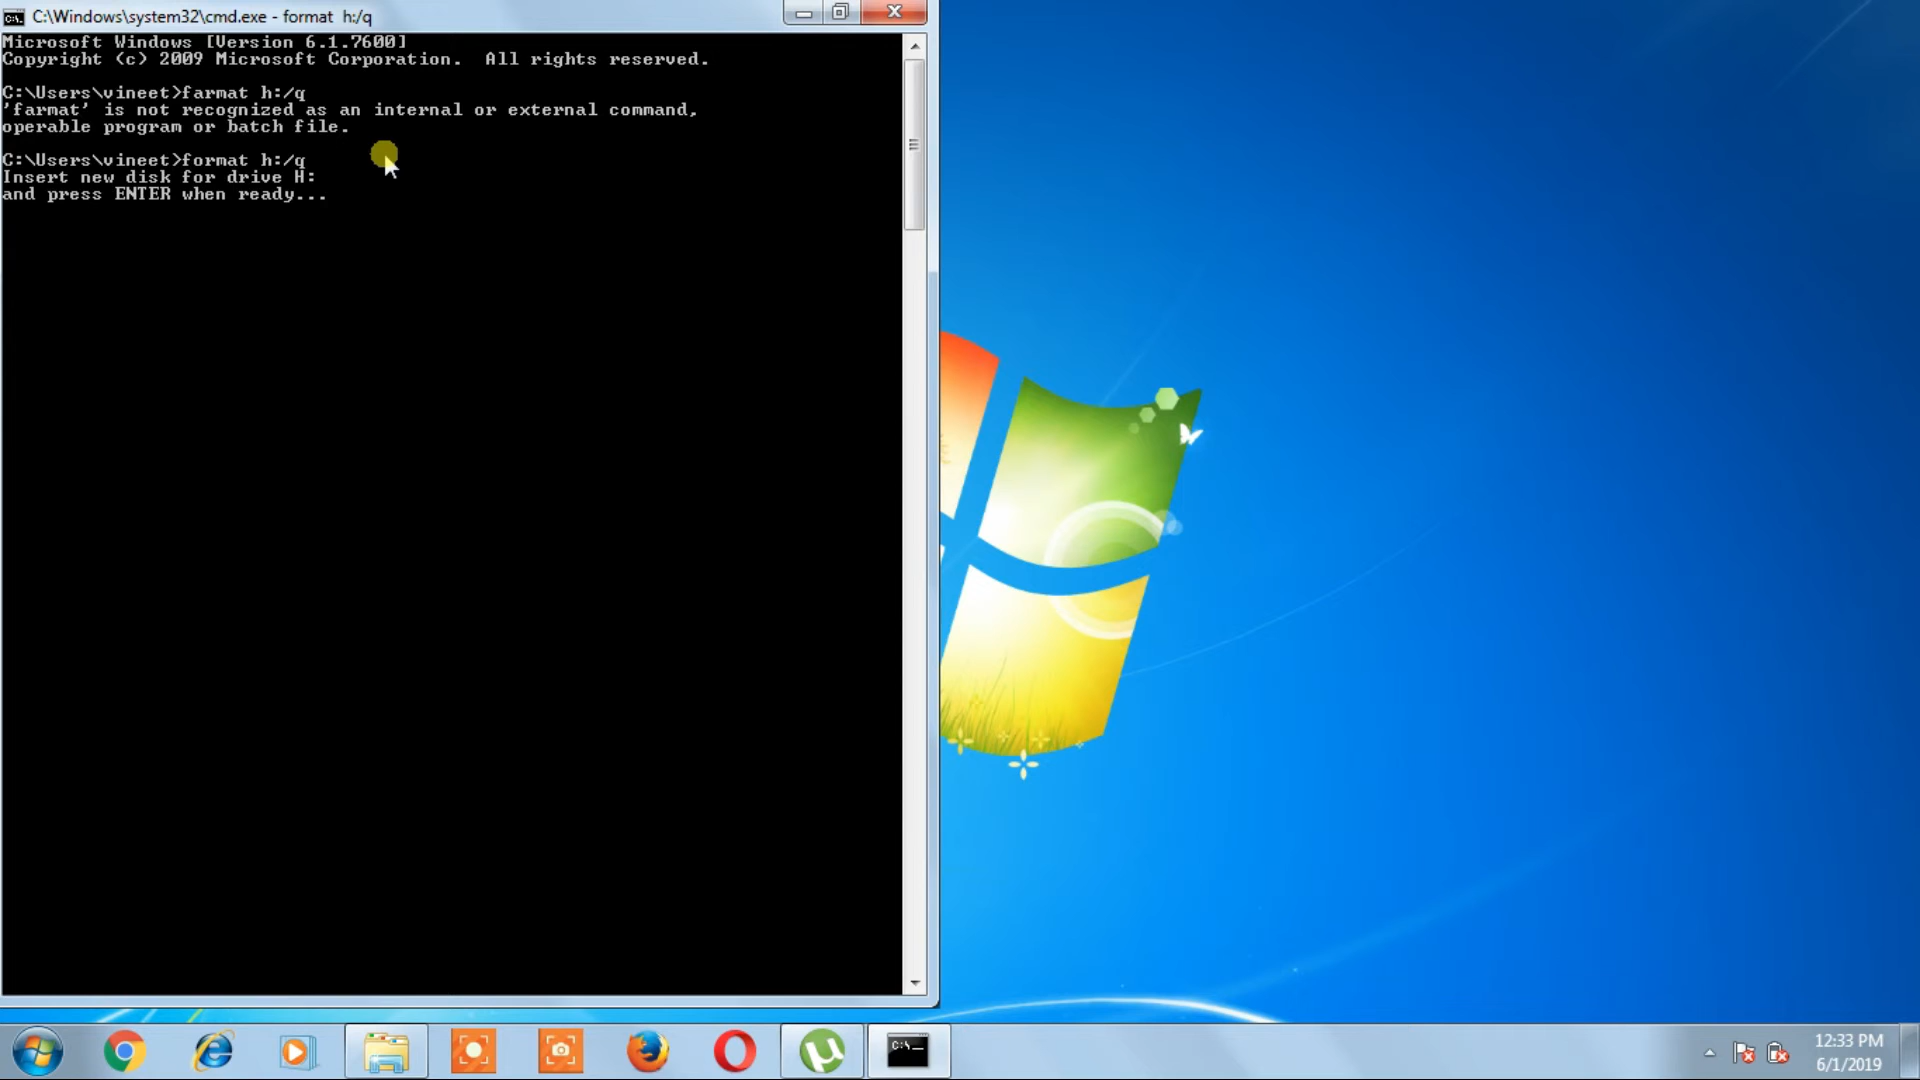 C:\Windows\system32\cmd.exe - format  h:/q
Microsoft Windows [Version 6.1.7600]
Copyright (c) 2009 Microsoft Corporation.  All rights reserved.
C:\Users\vineet>farmat h:/q
'farmat' is not recognized as an internal or external command,
operable program or batch file.
C:\Users\vineet>format h:/q
Insert new disk for drive H:
and press ENTER when ready...
C:\
12:33 PM
6/1/2019